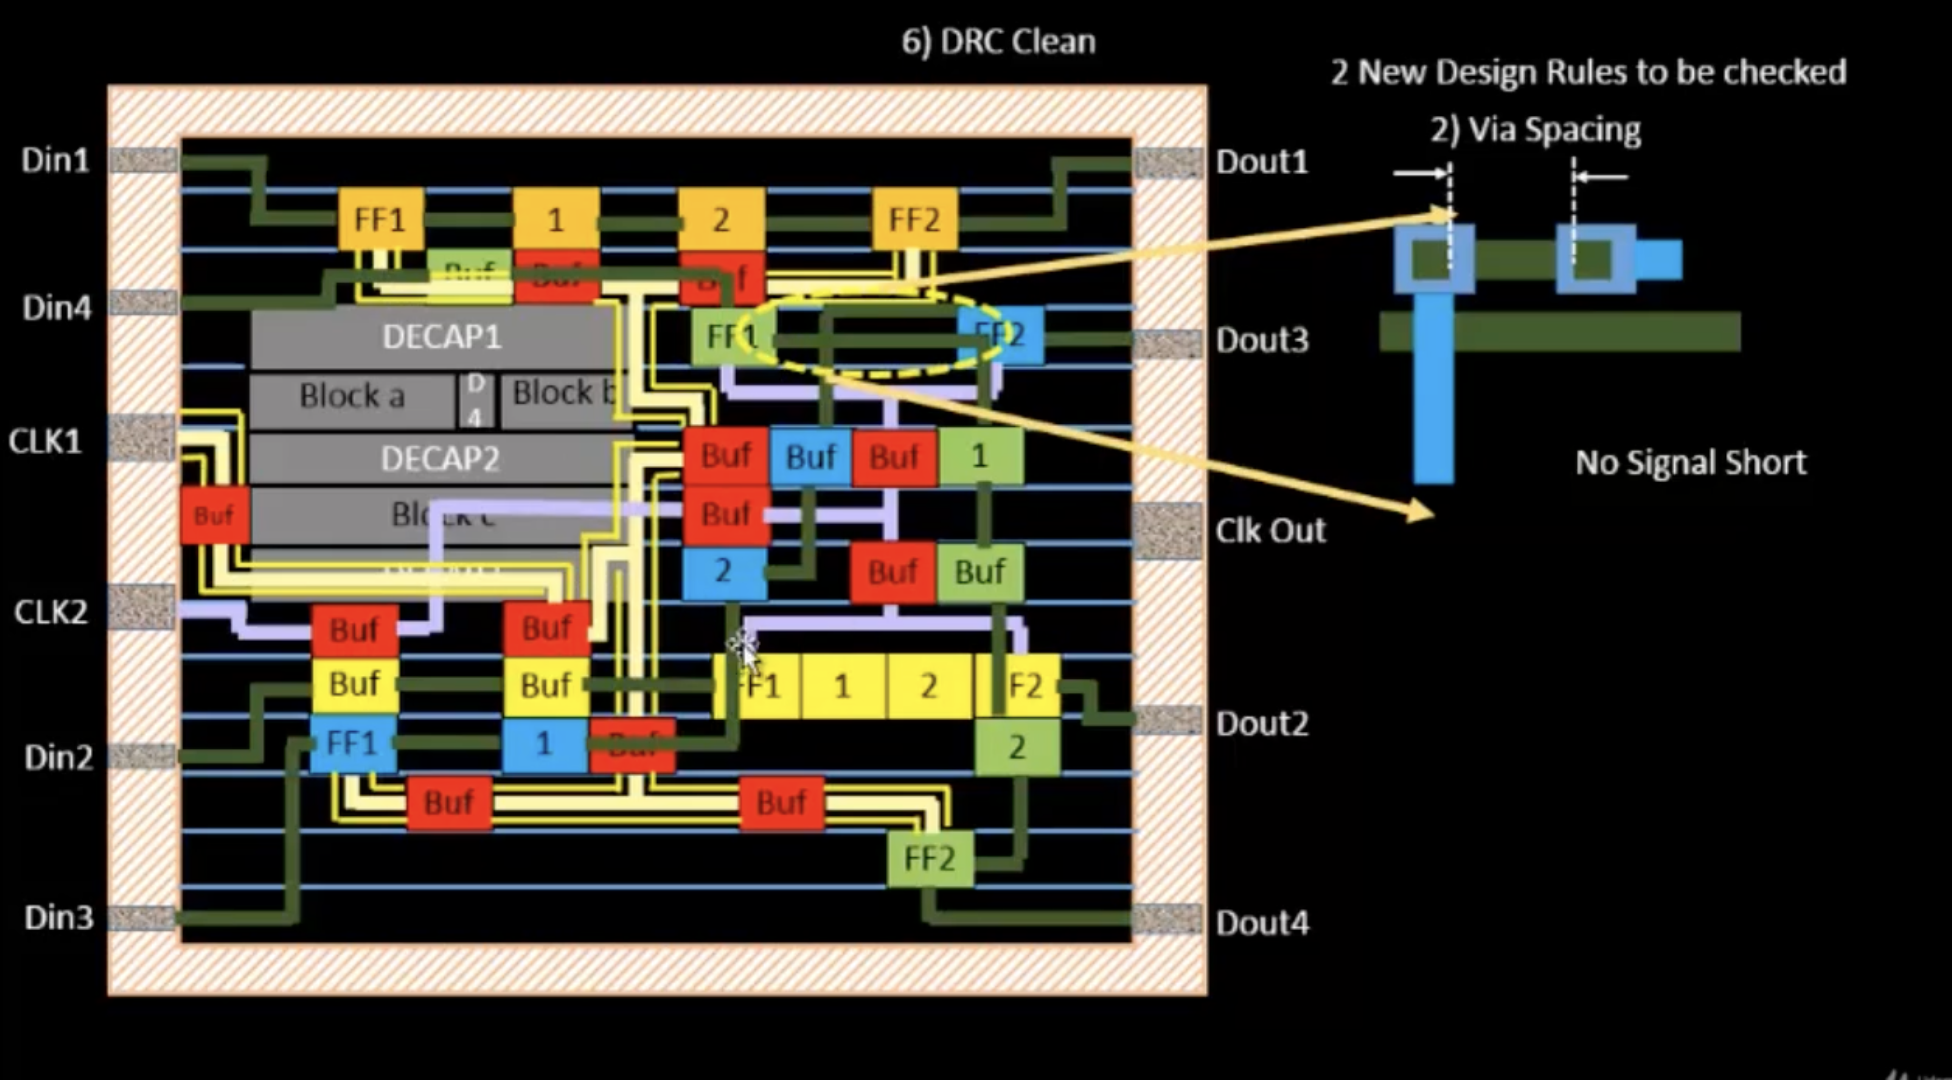 6) DRC Clean
2 New Design Rules to be checked
2) Via Spacing
Din1
Dout1
FF1 1 2 FF2
Buf Buf
Din4
DECAP1
FF1 FF2
Dout3
Block a D4 Block b
CLK1
DECAP2
Buf Buf Buf 1
No Signal Short
Buf Block c Buf
Clk Out
2 Buf Buf
CLK2
Buf Buf
Buf Buf FF1 1 2 F2
Dout2
Din2
FF1 1 Buf 2
Buf Buf
FF2
Din3
Dout4